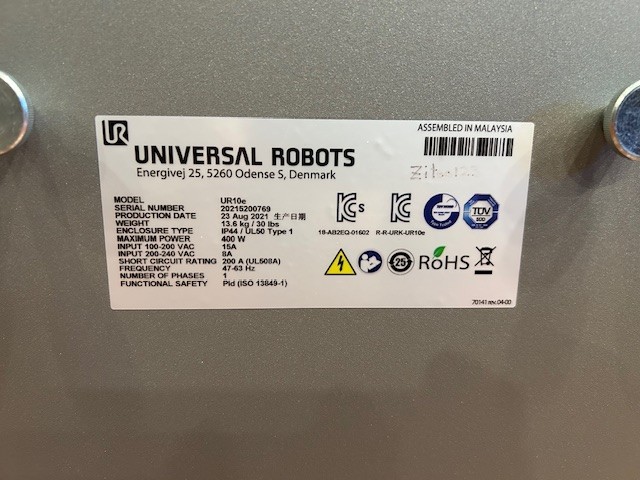 UR
ASSEMBLED IN MALAYSIA
UNIVERSAL ROBOTS
Energivej 25, 5260 Odense S, Denmark
MODEL UR10e
SERIAL NUMBER 20215200769
PRODUCTION DATE 23 Aug 2021 生产日期
WEIGHT 13.6 kg / 30 lbs
ENCLOSURE TYPE IP44 / UL50 Type 1
MAXIMUM POWER 400 W
INPUT 100-200 VAC 15A
INPUT 200-240 VAC 8A
SHORT CIRCUIT RATING 200 A (UL508A)
FREQUENCY 47-63 Hz
NUMBER OF PHASES 1
FUNCTIONAL SAFETY Pld (ISO 13849-1)
18-AB2EQ-01602 R-R-URK-UR10e
TÜV
25
RoHS
70141 rev. 04-00